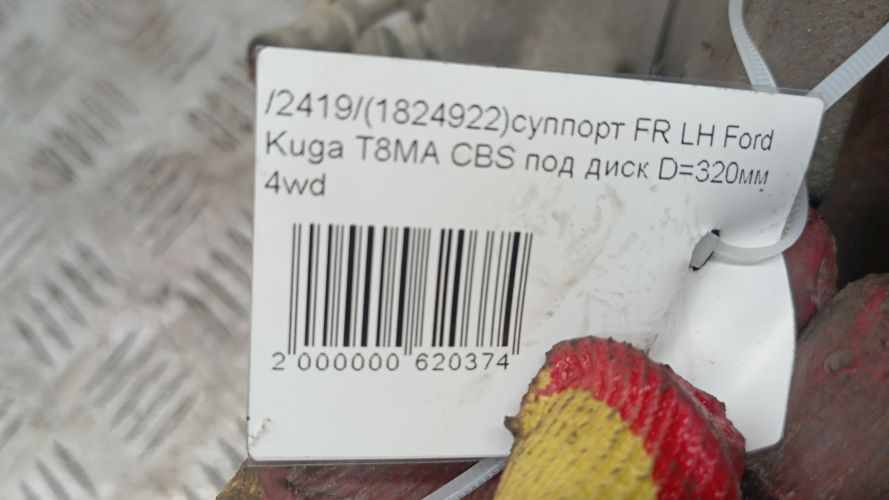 /2419/(1824922)суппорт FR LH Ford
Kuga T8MA CBS под диск D=320мм
4wd
2 000000 620374